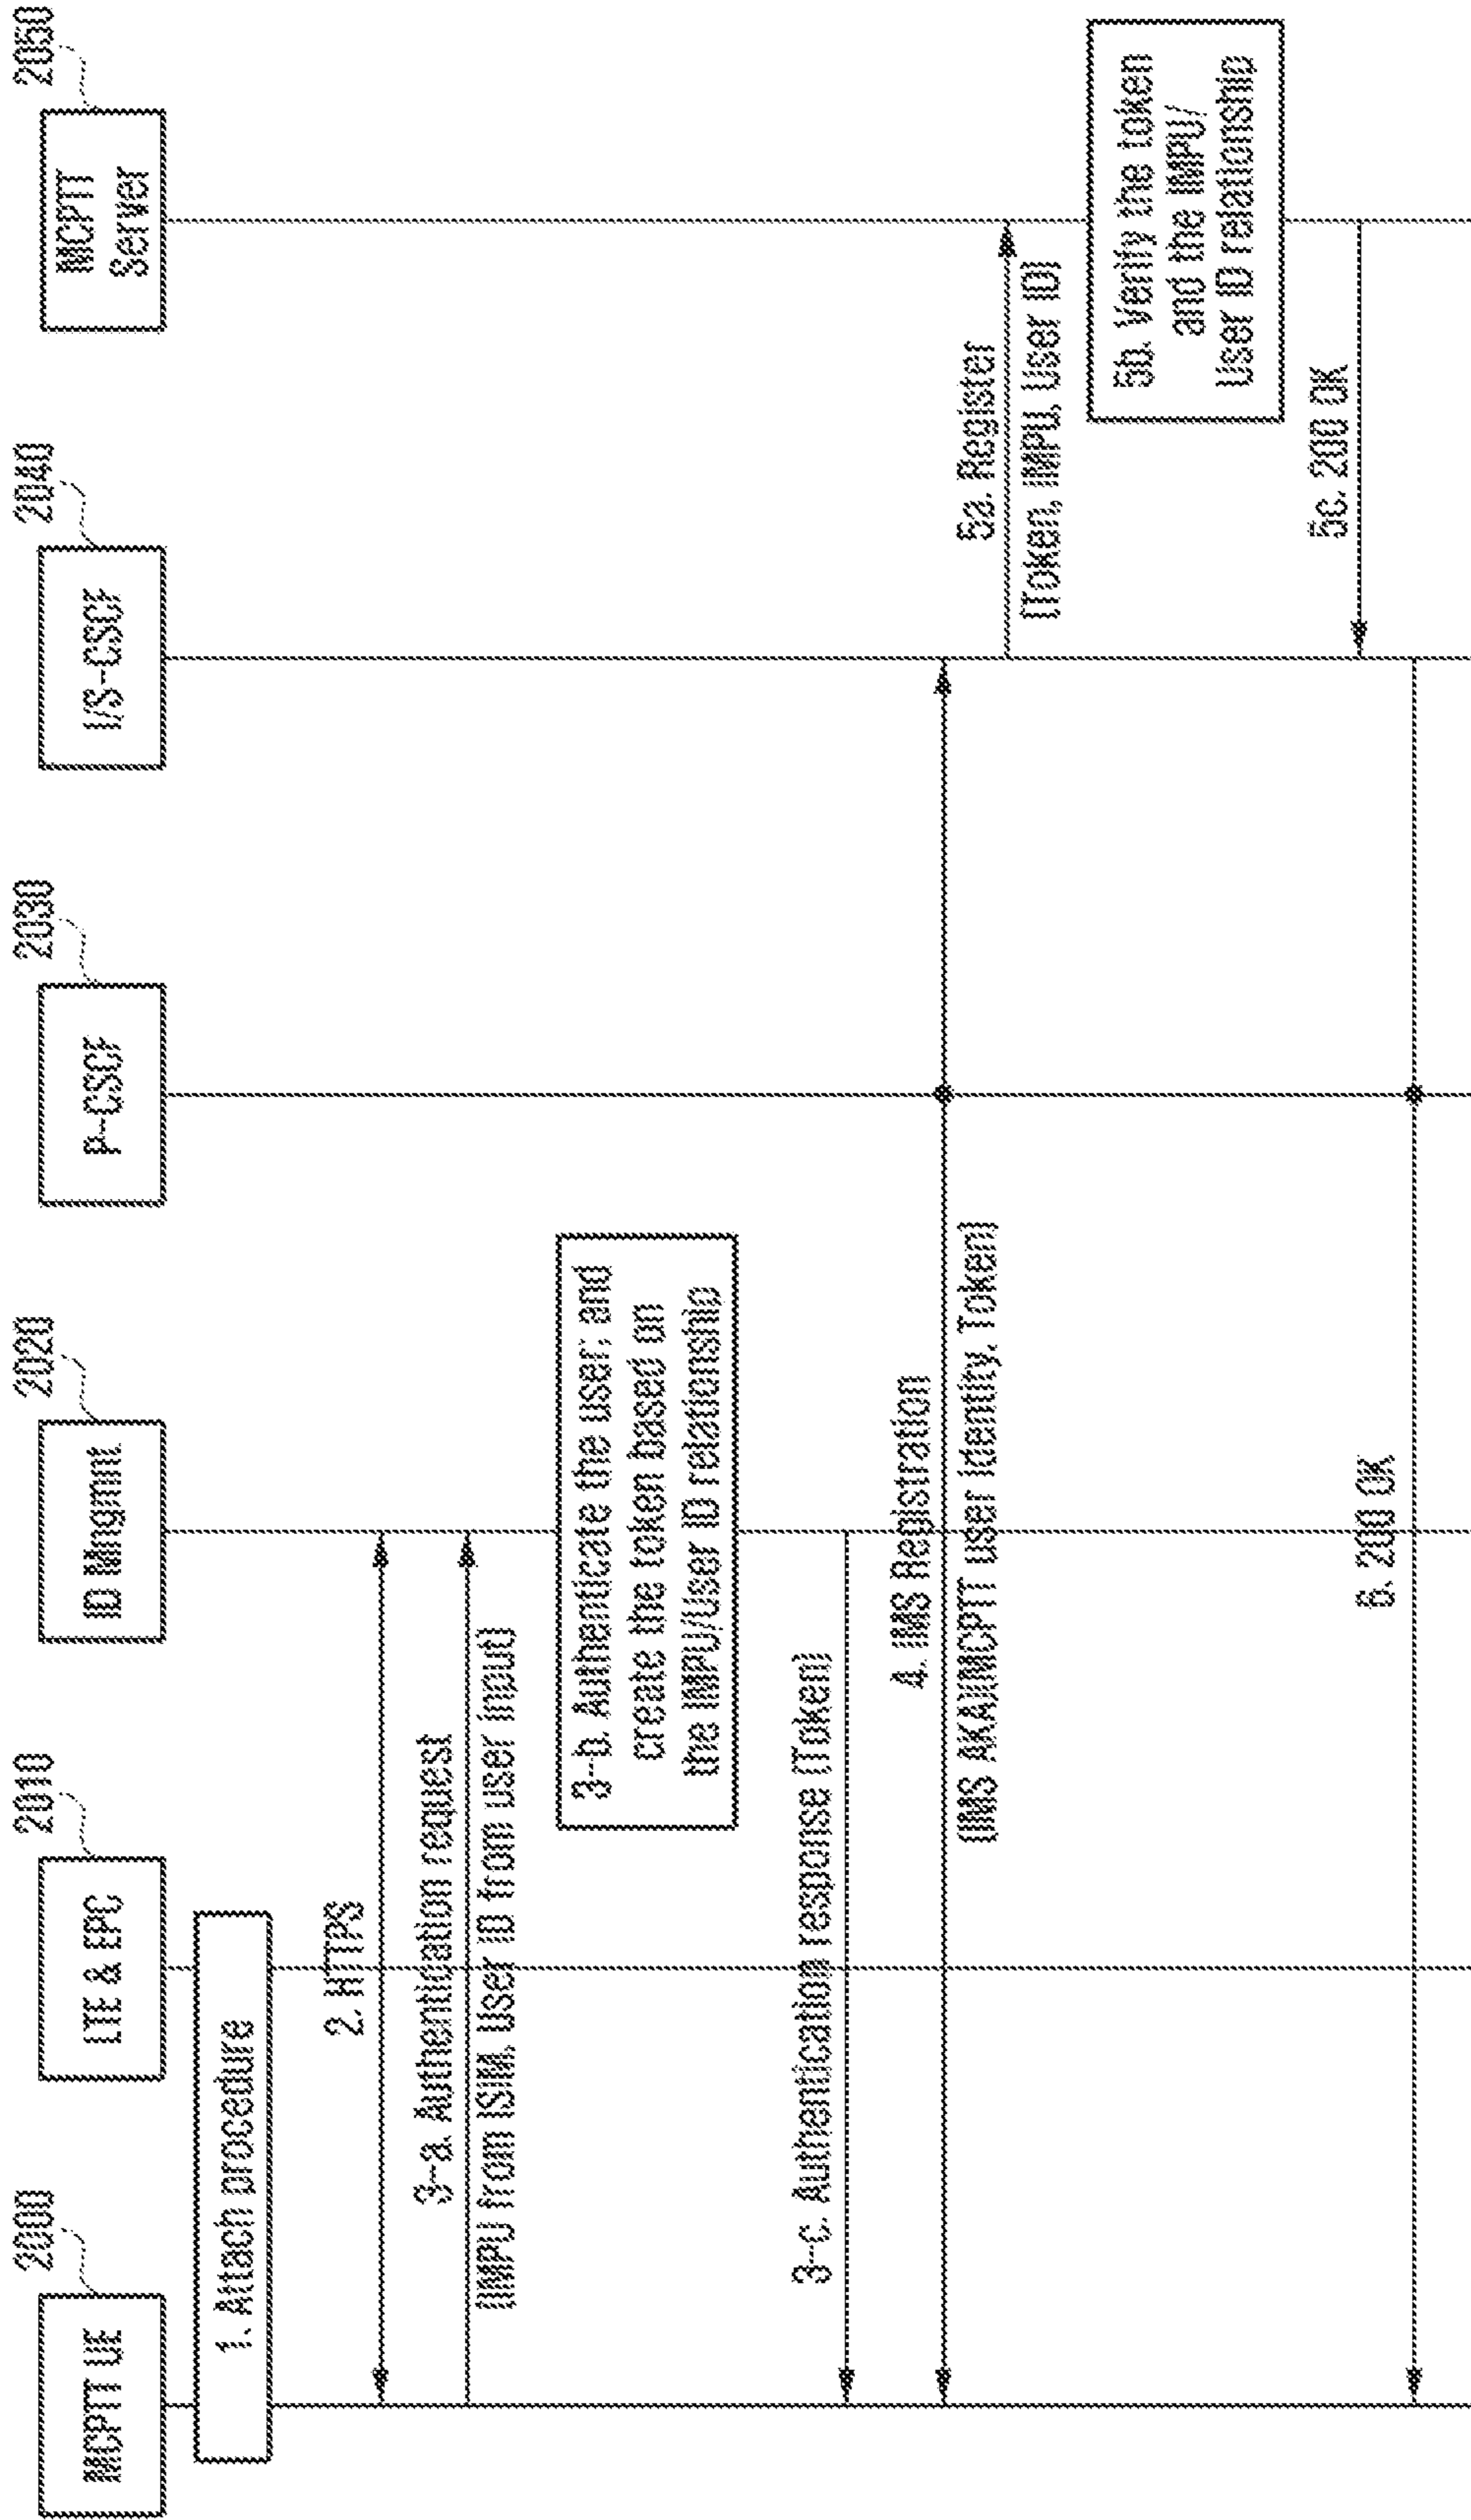 2000
2010
2020
2030
2040
2050
MCPTT UE
LTE & EPC
ID Mngmnt
P-CSCF
I/S-CSCF
MCPTT
Server
1. Attach procedure
2. HTTPS
3-a. Authentication request
(IMPU from ISIM, User ID from user input)
3-b. Authenticate the user; and
create the token based on
the IMPU/User ID relationship
3-c. Authentication response (Token)
4. IMS Registration
(IMS AKA)(MCPTT user identity, Token)
5a. Register
(Token, IMPU, User ID)
5b. Verify the token
and the IMPU/
User ID relationship
5c. 200 OK
6. 200 OK